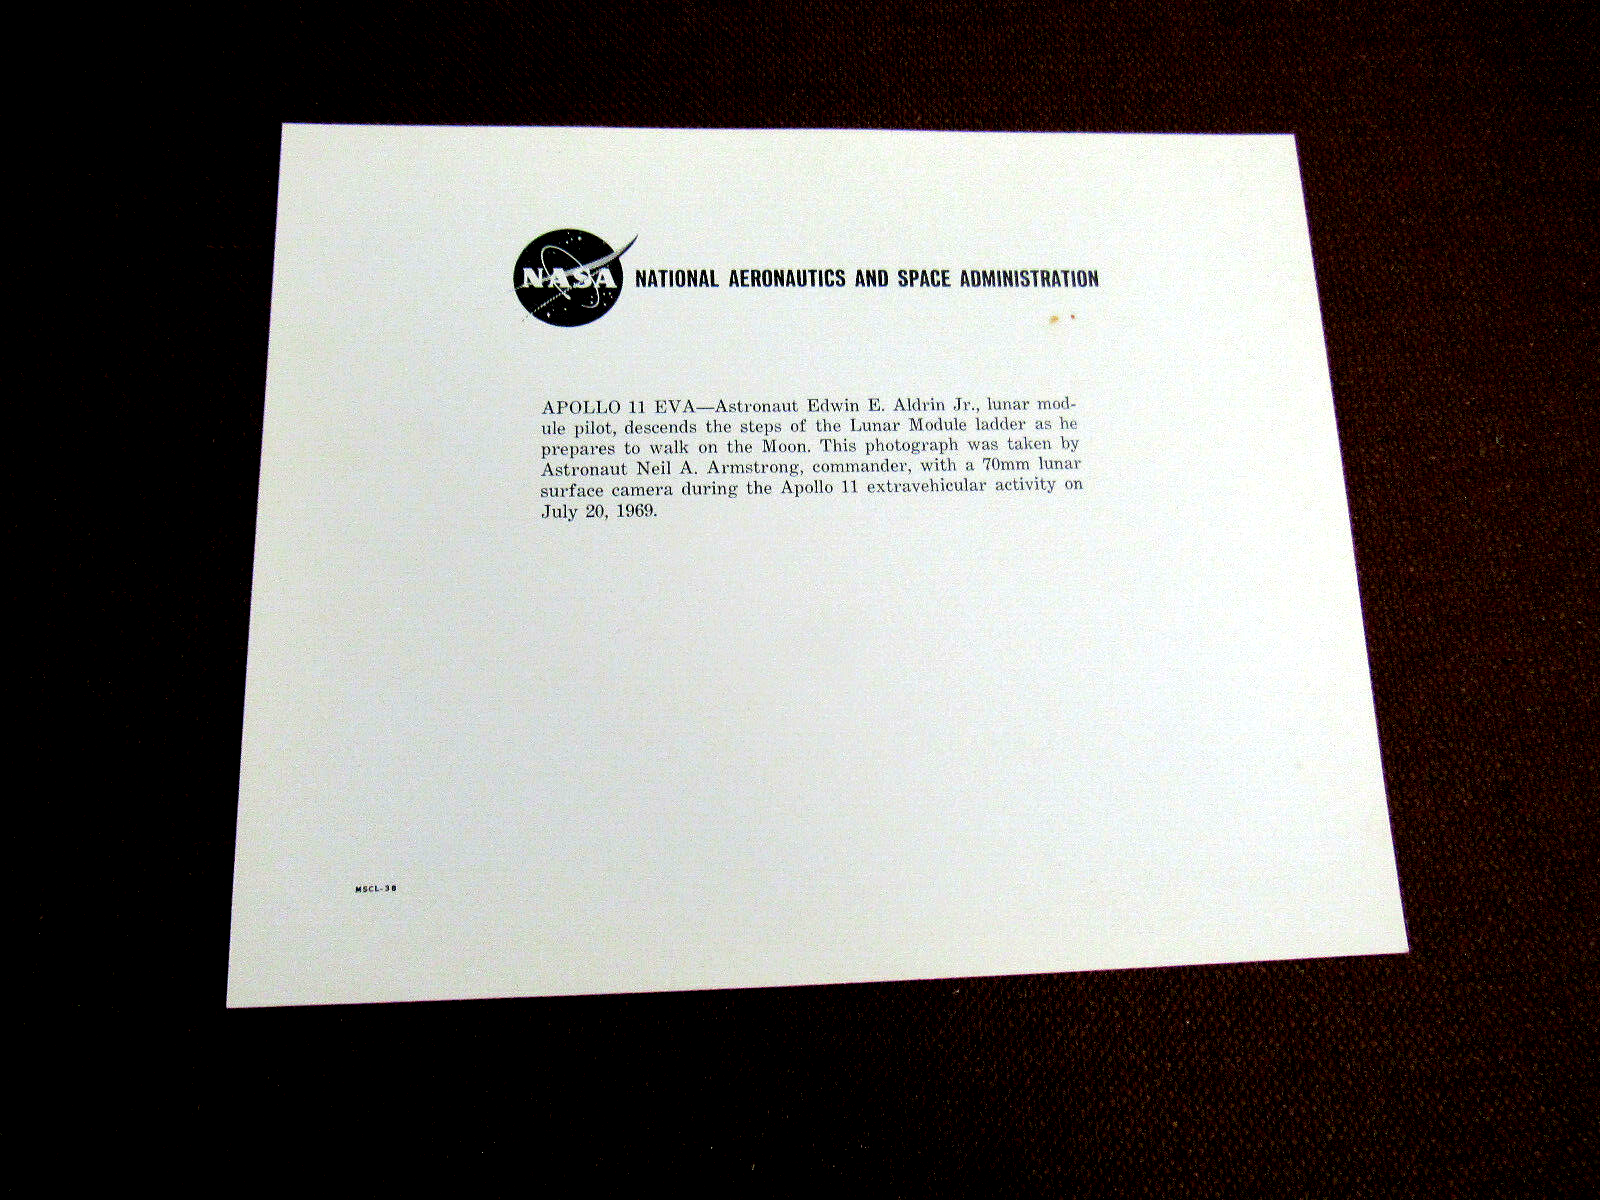 NASA NATIONAL AERONAUTICS AND SPACE ADMINISTRATION
APOLLO 11 EVA—Astronaut Edwin E. Aldrin Jr., lunar mod-
ule pilot, descends the steps of the Lunar Module ladder as he
prepares to walk on the Moon. This photograph was taken by
Astronaut Neil A. Armstrong, commander, with a 70mm lunar
surface camera during the Apollo 11 extravehicular activity on
July 20, 1969.